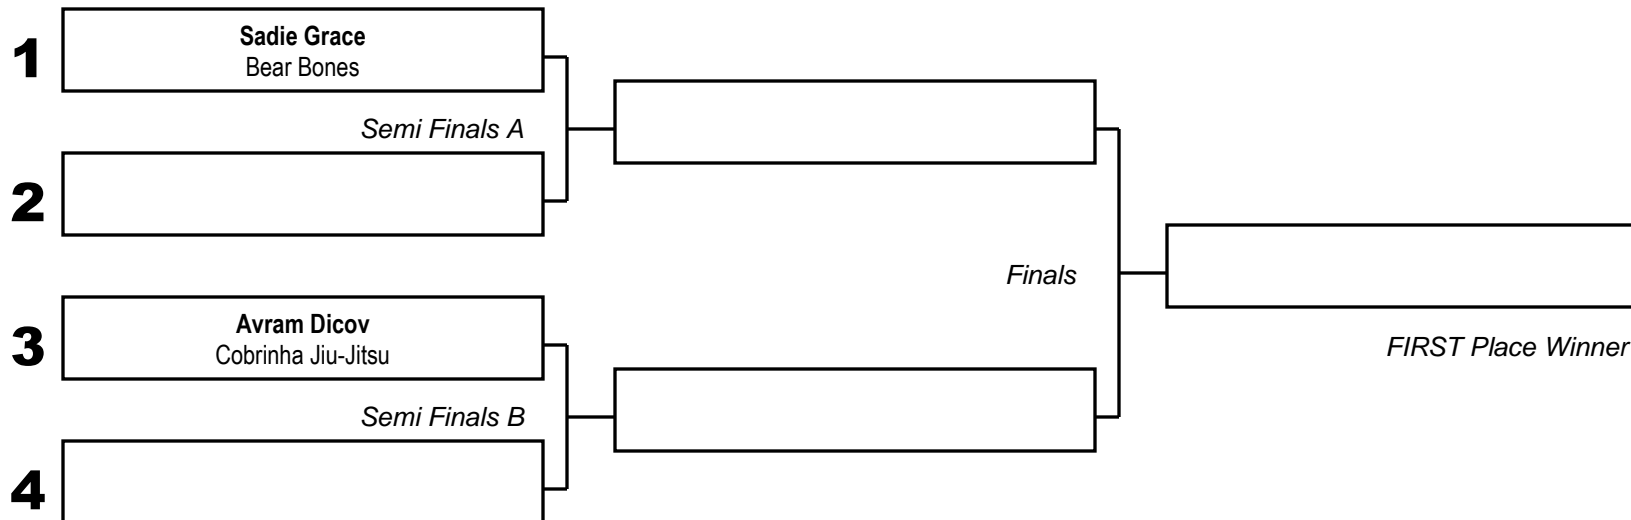 1
Sadie Grace
Bear Bones
Semi Finals A
2
3
Avram Dicov
Cobrinha Jiu-Jitsu
Semi Finals B
4
Finals
FIRST Place Winner